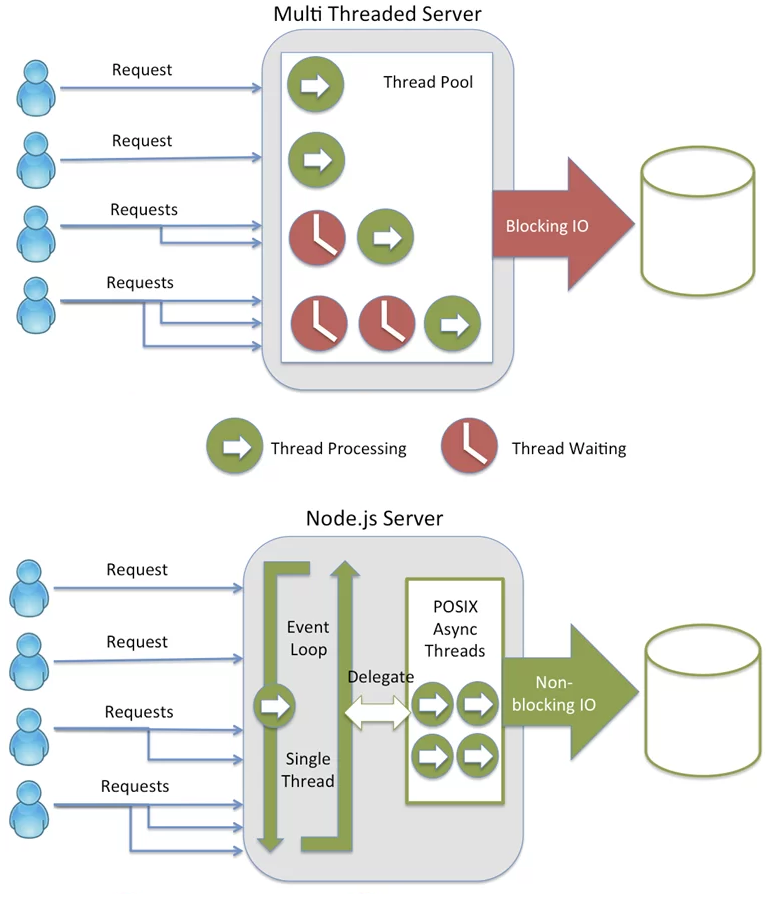 Multi Threaded Server
Request
Thread Pool
Request
Requests
Blocking IO
Requests
Thread Processing
Thread Waiting
Node.js Server
Request
POSIX
Async
Threads
Event
Loop
Request
Delegate
Non-
blocking IO
Requests
Single
Thread
Requests